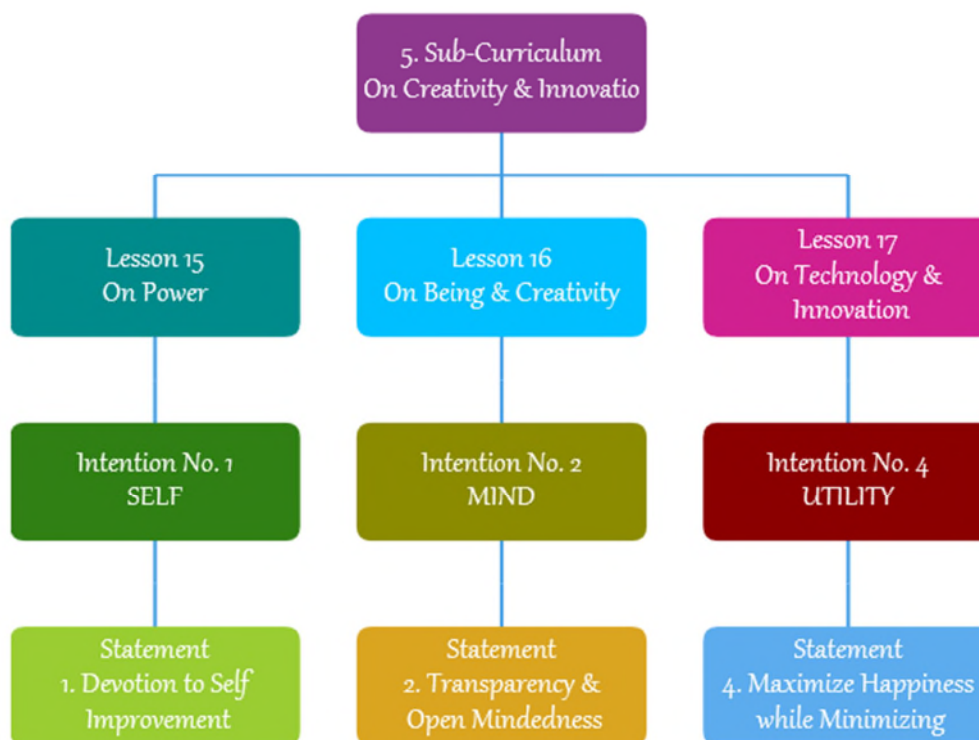 5. Sub-Curriculum
On Creativity & Innovatio
Lesson 15
On Power
Lesson 16
On Being & Creativity
Lesson 17
On Technology &
Innovation
Intention No. 1
SELF
Intention No. 2
MIND
Intention No. 4
UTILITY
Statement
1. Devotion to Self
Improvement
Statement
2. Transparency &
Open Mindedness
Statement
4. Maximize Happiness
while Minimizing